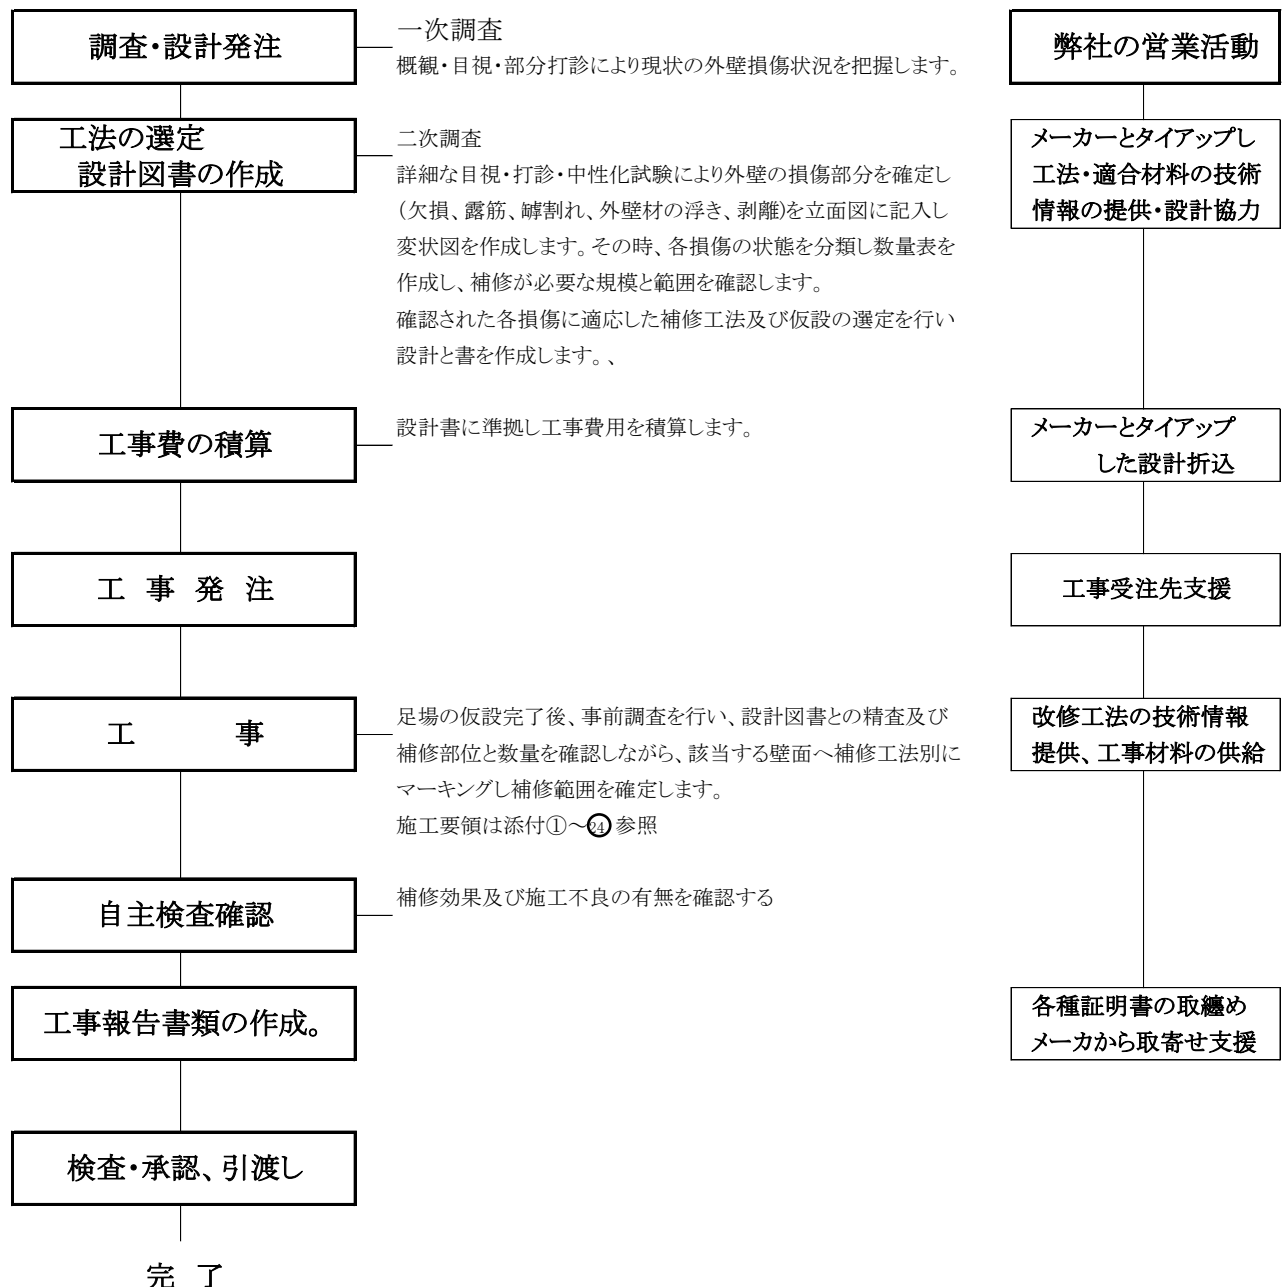 調査・設計発注
一次調査
概観・目視・部分打診により現状の外壁損傷状況を把握します。
弊社の営業活動
工法の選定
設計図書の作成
二次調査
詳細な目視・打診・中性化試験により外壁の損傷部分を確定し
(欠損、露筋、罅割れ、外壁材の浮き、剥離)を立面図に記入し
変状図を作成します。その時、各損傷の状態を分類し数量表を
作成し、補修が必要な規模と範囲を確認します。
確認された各損傷に適応した補修工法及び仮設の選定を行い
設計と書を作成します。、
メーカーとタイアップし
工法・適合材料の技術
情報の提供・設計協力
工事費の積算
設計書に準拠し工事費用を積算します。
メーカーとタイアップ
した設計折込
工 事 発 注
工事受注先支援
工 事
足場の仮設完了後、事前調査を行い、設計図書との精査及び
補修部位と数量を確認しながら、該当する壁面へ補修工法別に
マーキングし補修範囲を確定します。
施工要領は添付①～㉔参照
改修工法の技術情報
提供、工事材料の供給
自主検査確認
補修効果及び施工不良の有無を確認する
工事報告書類の作成。
各種証明書の取纏め
メーカから取寄せ支援
検査・承認、引渡し
完 了